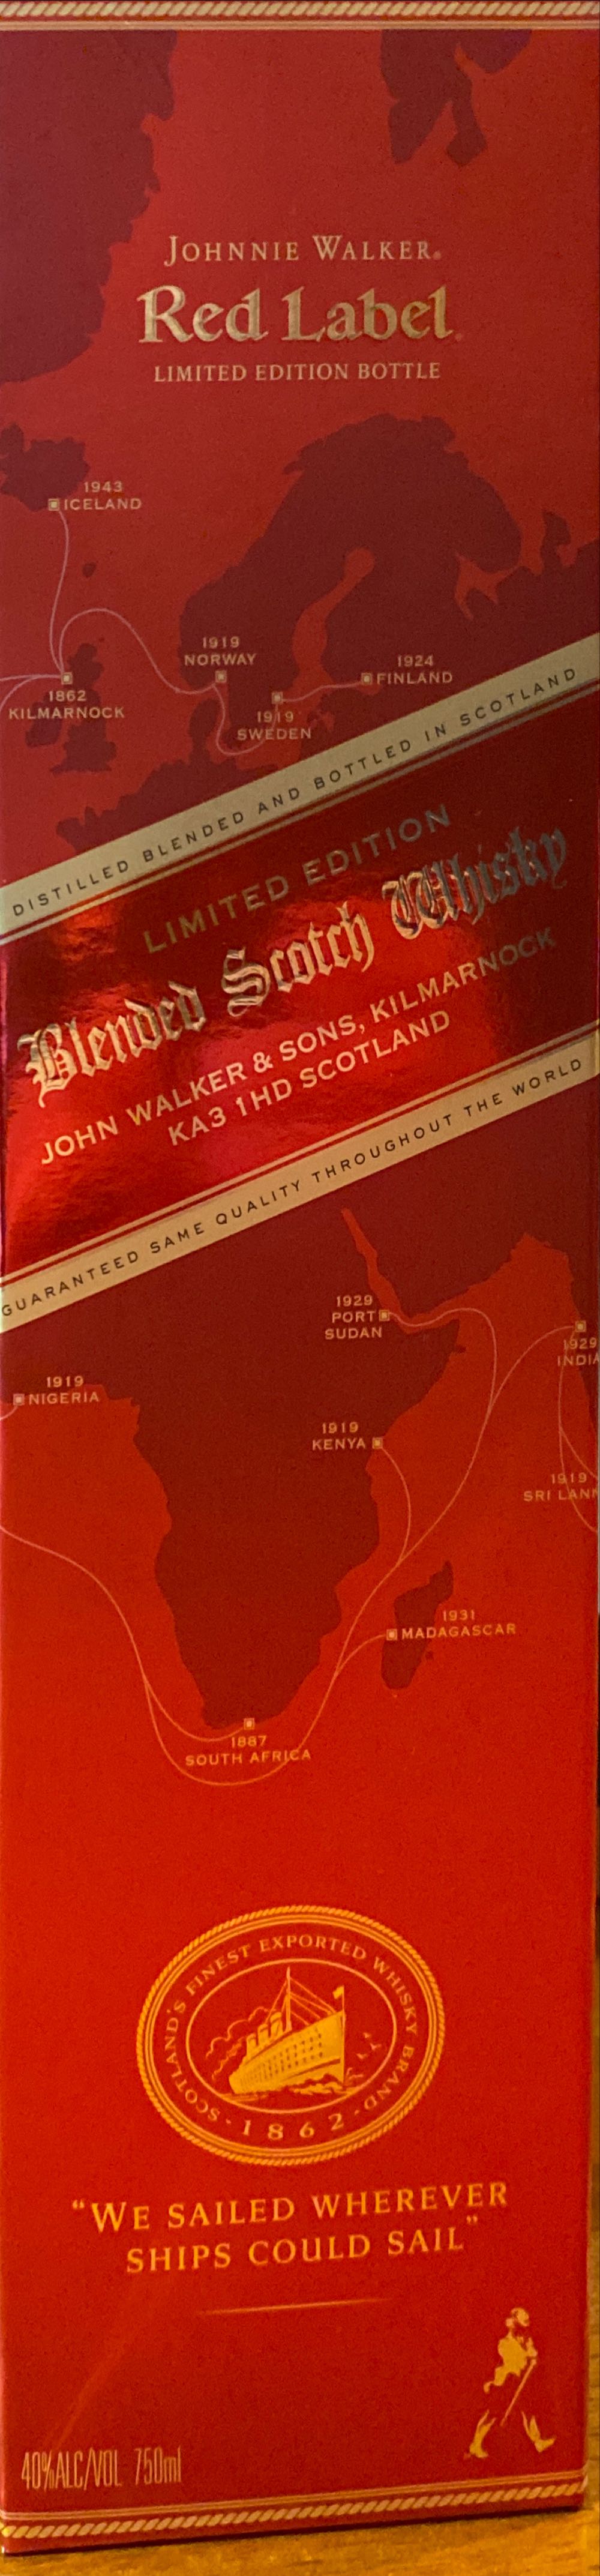 JOHNNIE WALKER®
Red Label
LIMITED EDITION BOTTLE
1943
ICELAND
1862
KILMARNOCK
1919
NORWAY
1919
SWEDEN
1924
FINLAND
DISTILLED BLENDED AND BOTTLED IN SCOTLAND
LIMITED EDITION
Blended Scotch Whisky
JOHN WALKER & SONS, KILMARNOCK
KA3 1HD SCOTLAND
GUARANTEED SAME QUALITY THROUGHOUT THE WORLD
1929
PORT
SUDAN
1929
INDIA
1919
NIGERIA
1919
KENYA
1919
SRI LANK
1931
MADAGASCAR
1887
SOUTH AFRICA
SCOTLAND'S FINEST EXPORTED WHISKY BRAND
· 1862 ·
“WE SAILED WHEREVER
SHIPS COULD SAIL”
40%ALC/VOL 750ml